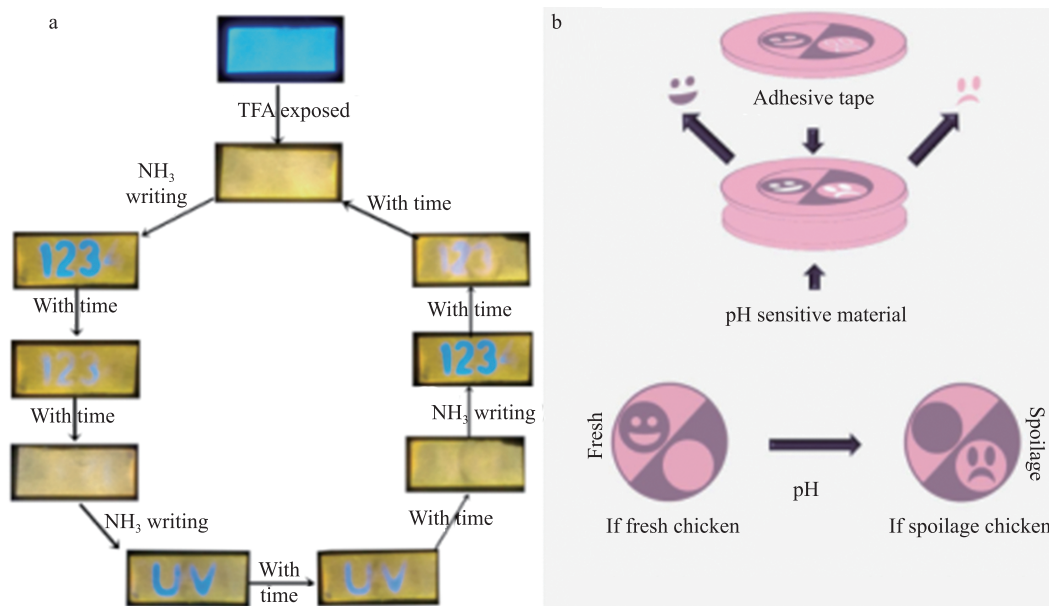 a
TFA exposed
NH₃
writing
With time
123
With time
123
With time
NH₃ writing
UV
With
time
UV
With time
NH₃ writing
123
With time
123
With time
b
Adhesive tape
pH sensitive material
Fresh
pH
Spoilage
If fresh chicken
If spoilage chicken